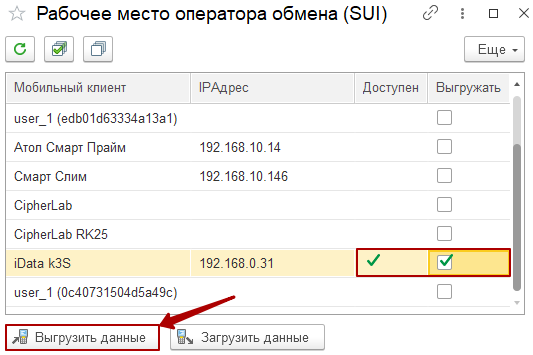 Рабочее место оператора обмена (SUI)
Еще
Мобильный клиент IPАдрес Доступен Выгружать
user_1 (edb01d63334a13a1)
Атол Смарт Прайм 192.168.10.14
Смарт Слим 192.168.10.146
CipherLab
CipherLab RK25
iData k3S 192.168.0.31
user_1 (0c40731504d5a49c)
Выгрузить данные Загрузить данные